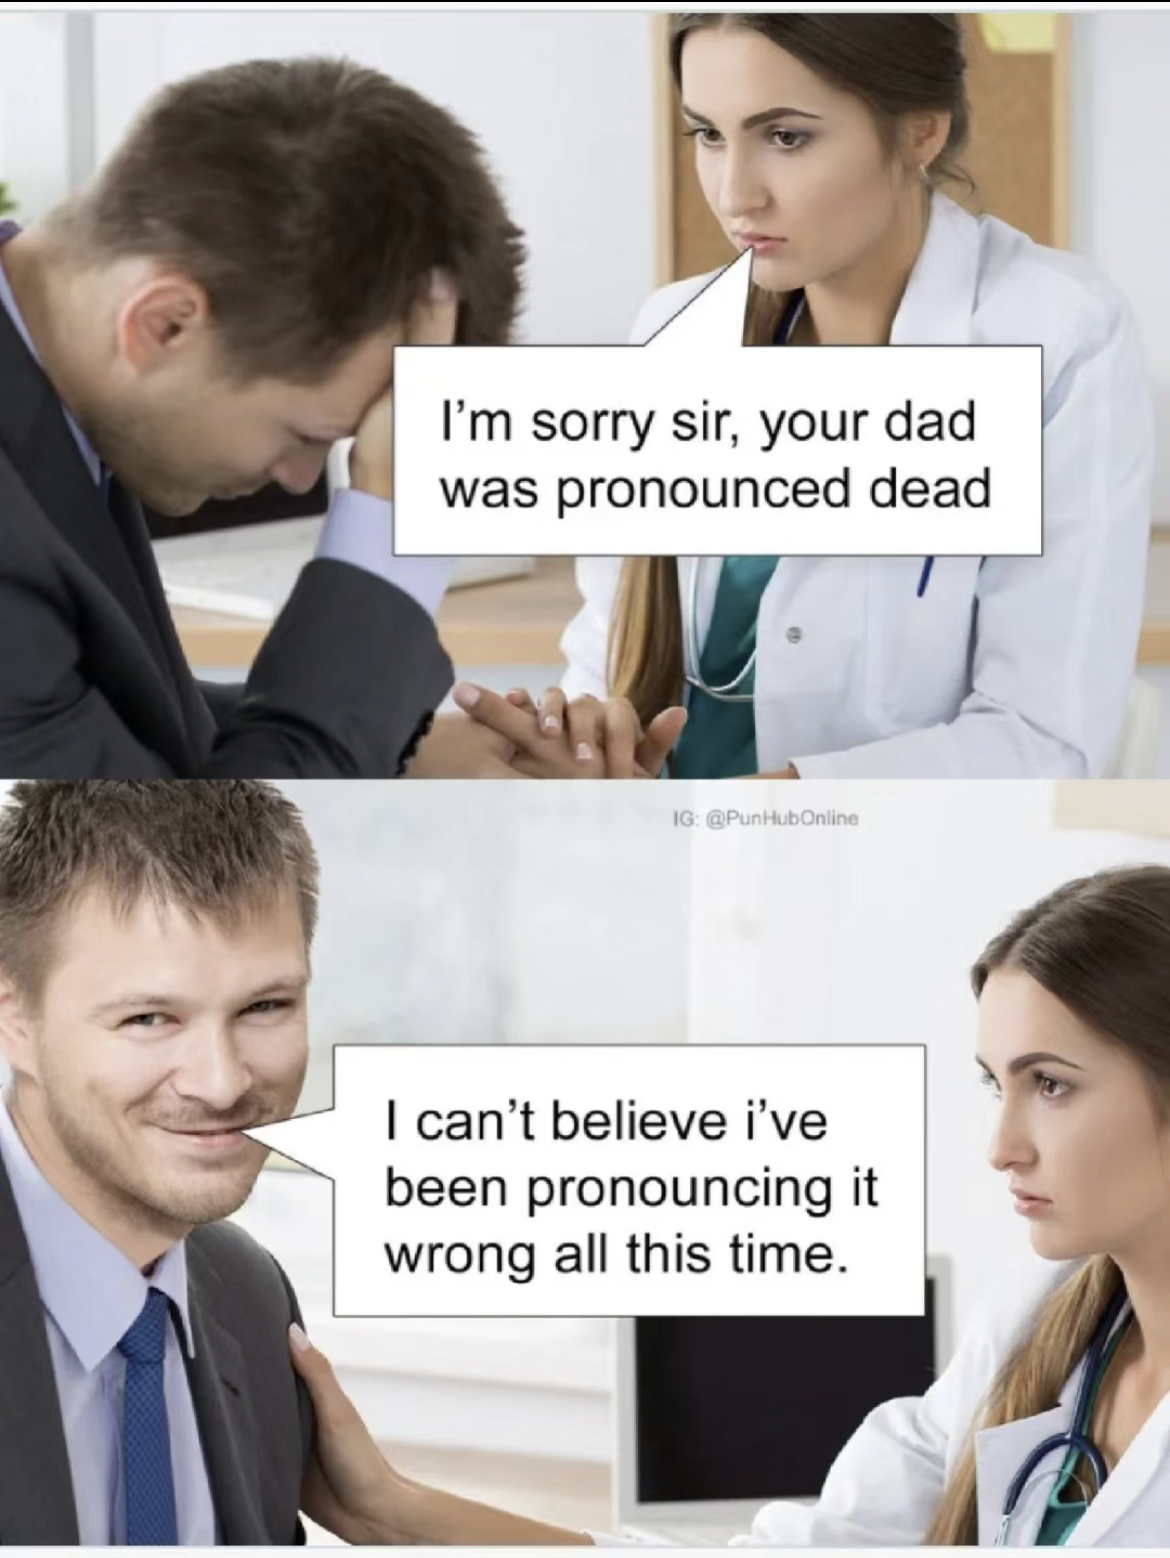 I’m sorry sir, your dad
was pronounced dead
IG: @PunHubOnline
I can’t believe i’ve
been pronouncing it
wrong all this time.